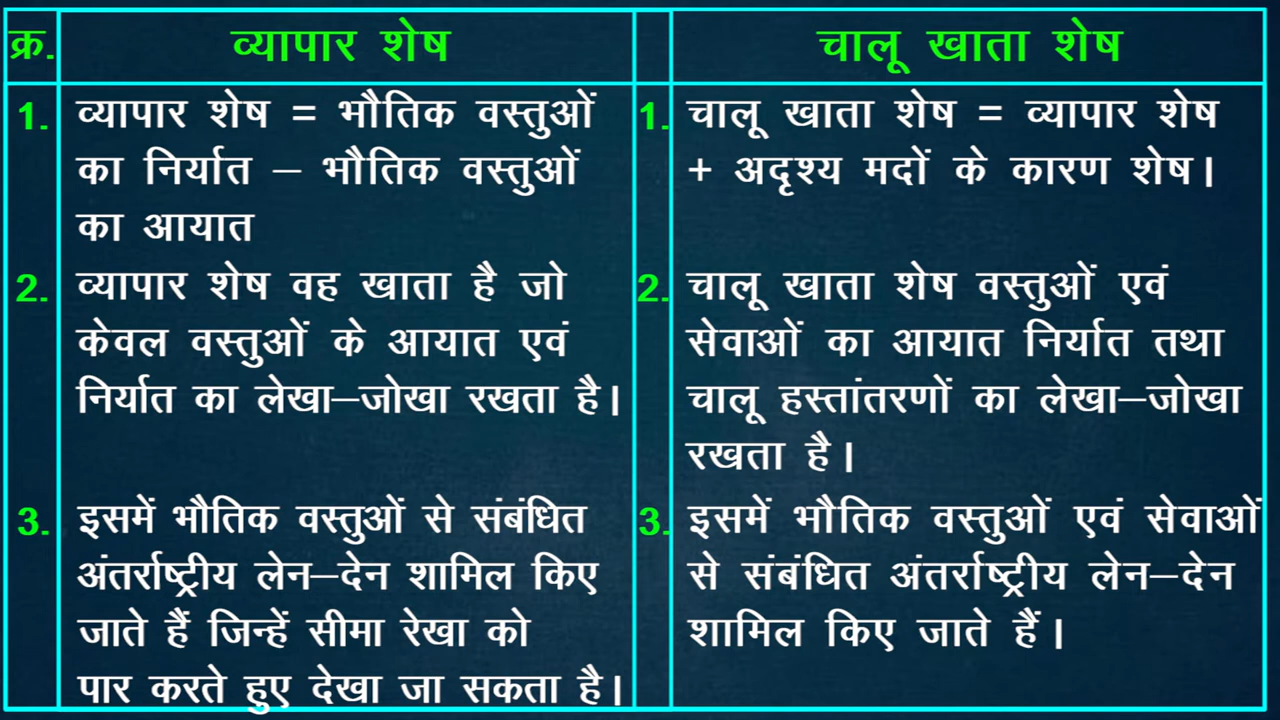 क्र. व्यापार शेष चालू खाता शेष
1. व्यापार शेष = भौतिक वस्तुओं
का निर्यात – भौतिक वस्तुओं
का आयात
1. चालू खाता शेष = व्यापार शेष
+ अदृश्य मदों के कारण शेष।
2. व्यापार शेष वह खाता है जो
केवल वस्तुओं के आयात एवं
निर्यात का लेखा–जोखा रखता है।
2. चालू खाता शेष वस्तुओं एवं
सेवाओं का आयात निर्यात तथा
चालू हस्तांतरणों का लेखा–जोखा
रखता है।
3. इसमें भौतिक वस्तुओं से संबंधित
अंतर्राष्ट्रीय लेन–देन शामिल किए
जाते हैं जिन्हें सीमा रेखा को
पार करते हुए देखा जा सकता है।
3. इसमें भौतिक वस्तुओं एवं सेवाओं
से संबंधित अंतर्राष्ट्रीय लेन–देन
शामिल किए जाते हैं।